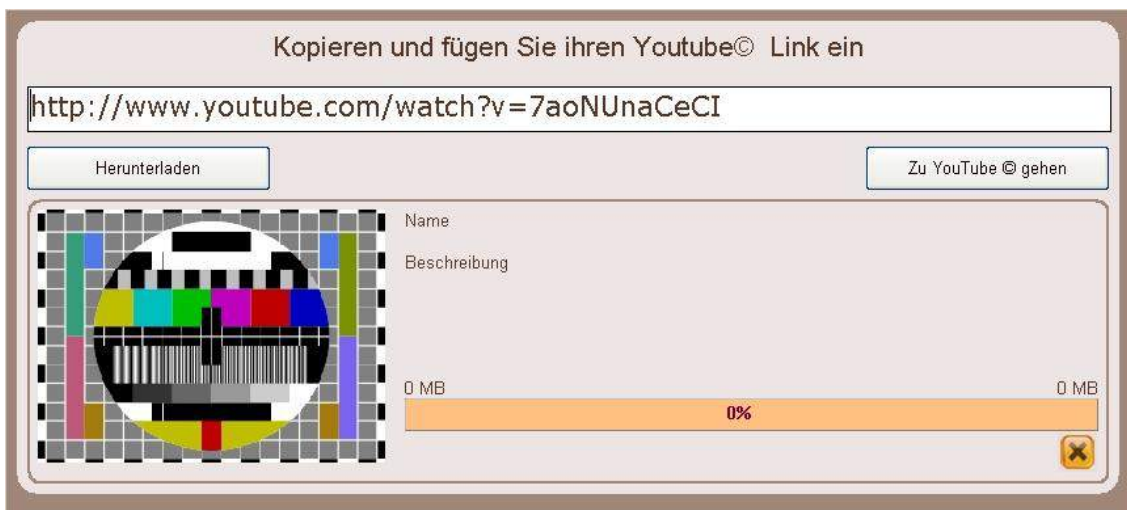 Kopieren und fügen Sie ihren Youtube© Link ein
http://www.youtube.com/watch?v=7aoNUnaCeCI
Herunterladen
Zu YouTube © gehen
Name
Beschreibung
0 MB
0 MB
0%